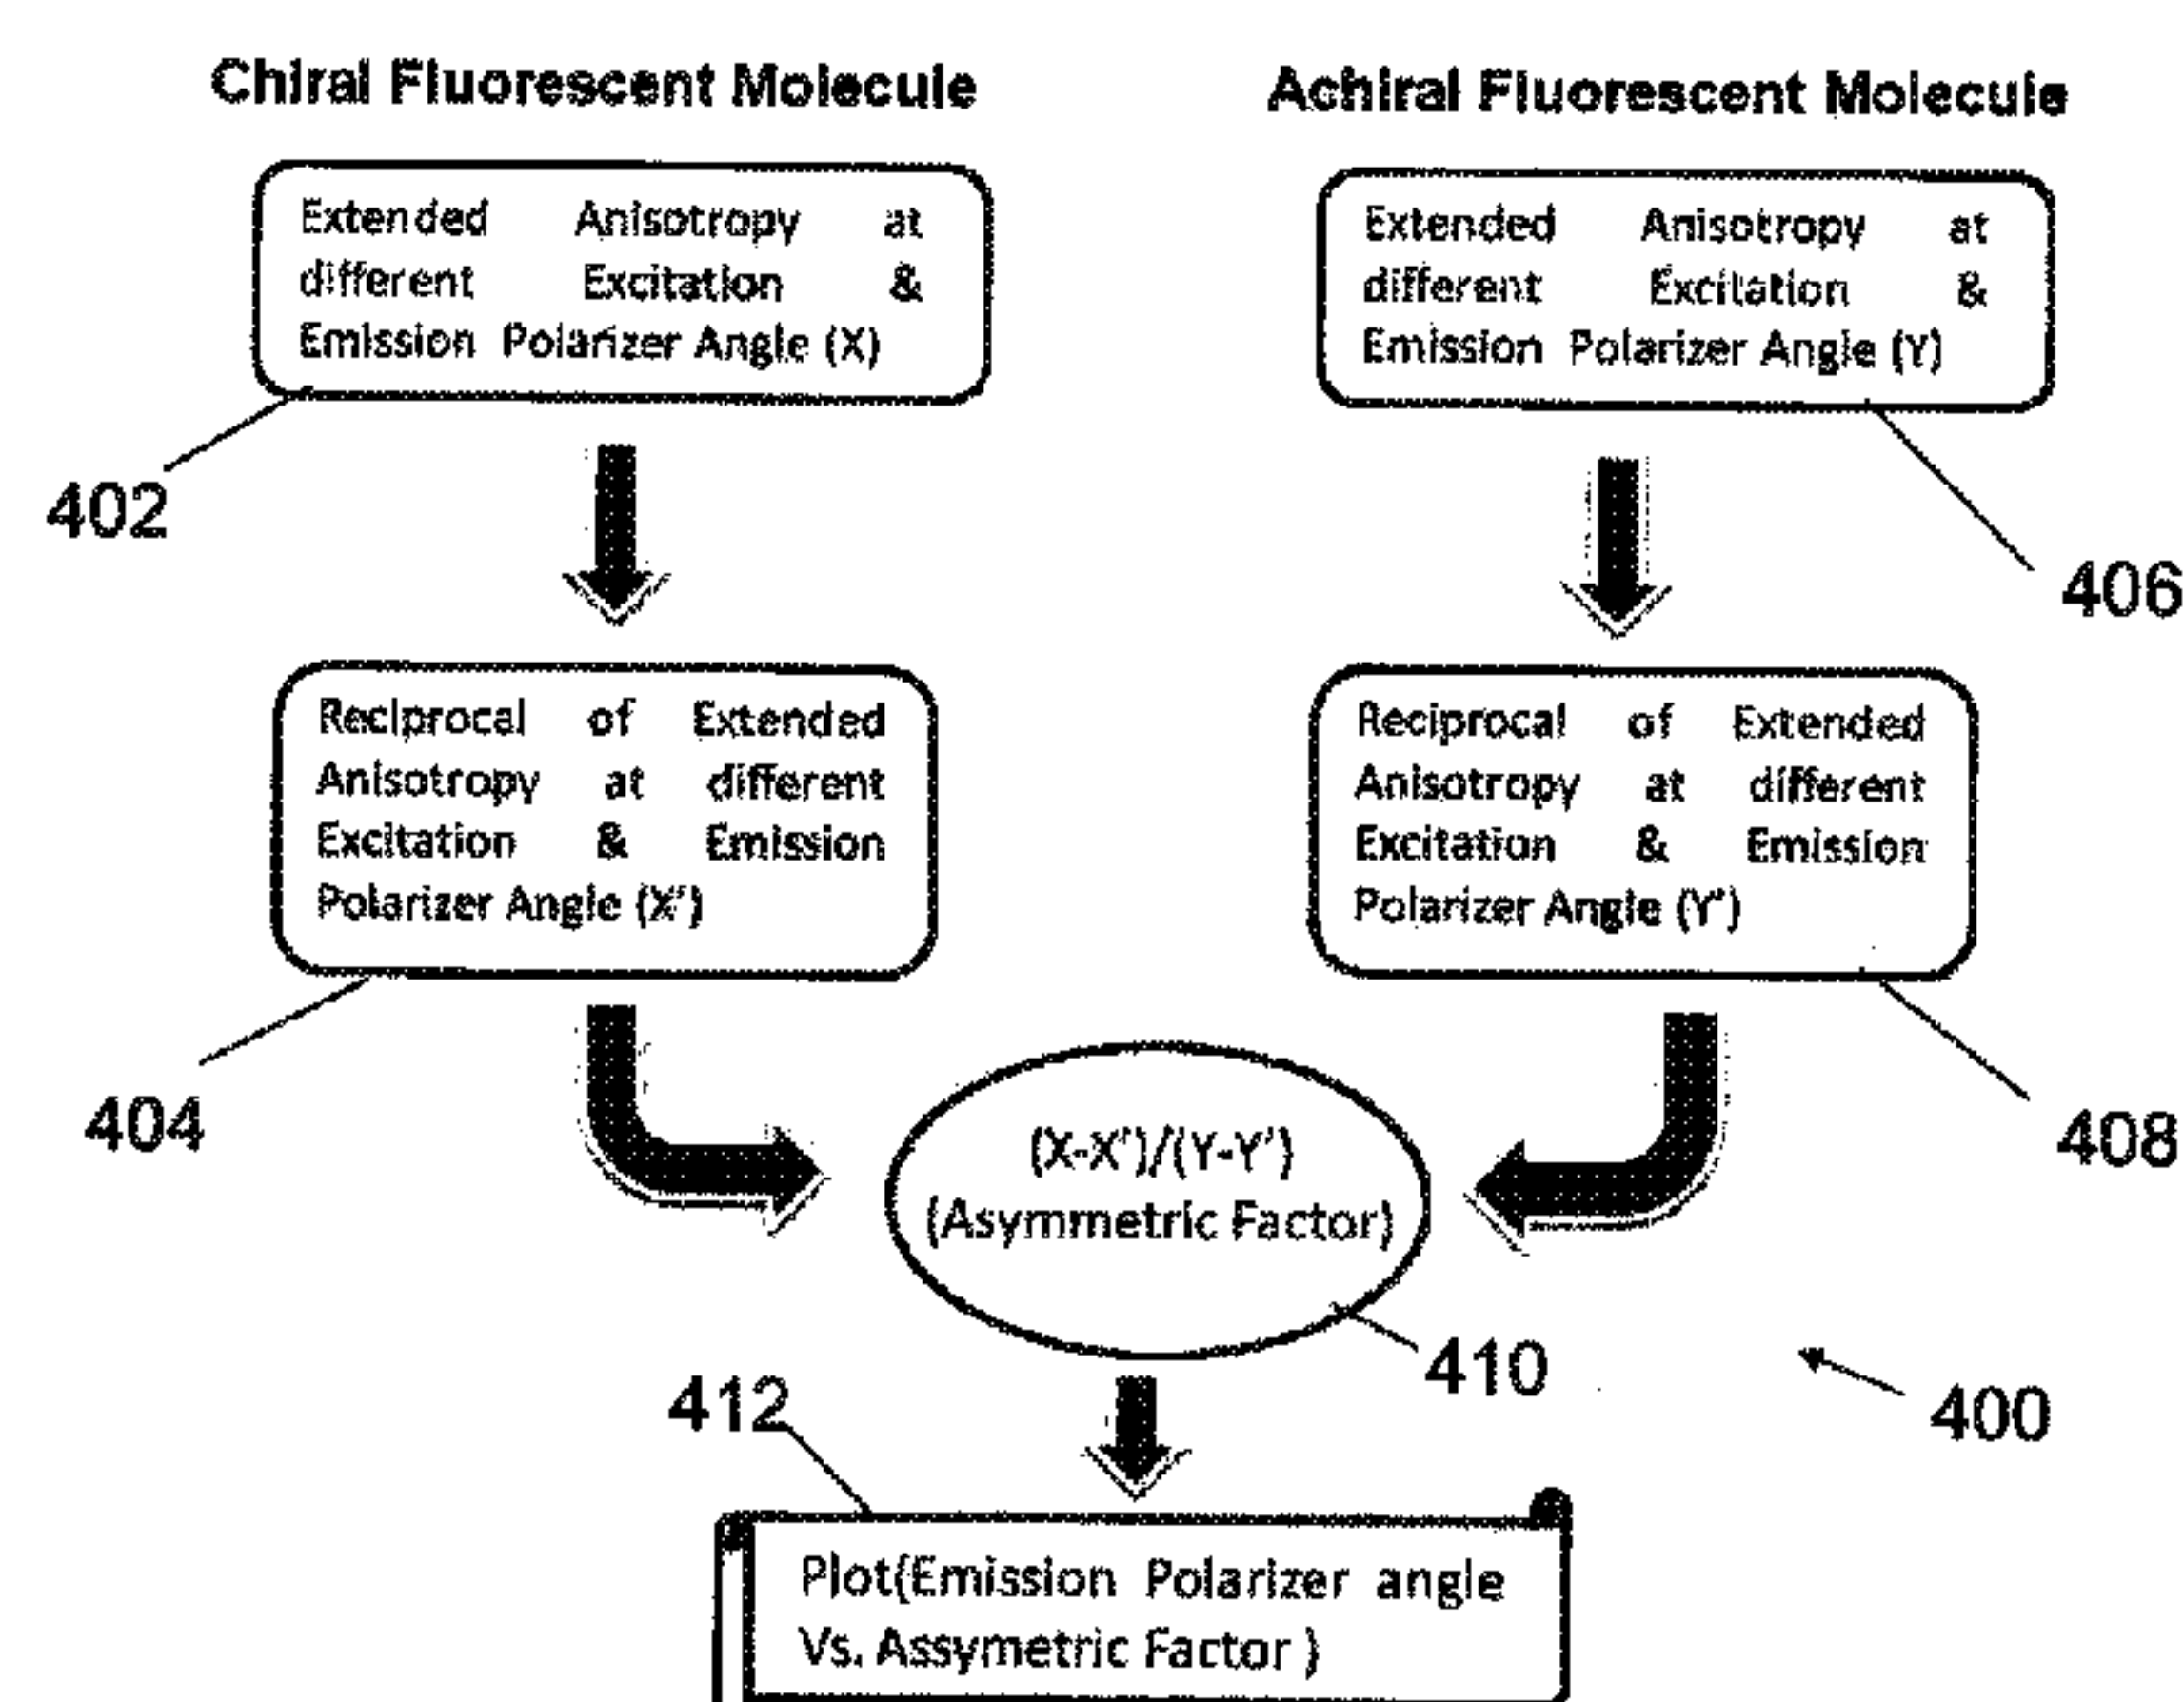 Chiral Fluorescent Molecule
Achiral Fluorescent Molecule
Extended Anisotropy at
different Excitation &
Emission Polarizer Angle (X)
Extended Anisotropy at
different Excitation &
Emission Polarizer Angle (Y)
402
406
Reciprocal of Extended
Anisotropy at different
Excitation & Emission
Polarizer Angle (X')
Reciprocal of Extended
Anisotropy at different
Excitation & Emission
Polarizer Angle (Y')
404
408
(X-X')/(Y-Y')
(Asymmetric Factor)
410
400
412
Plot(Emission Polarizer angle
Vs. Assymetric Factor )